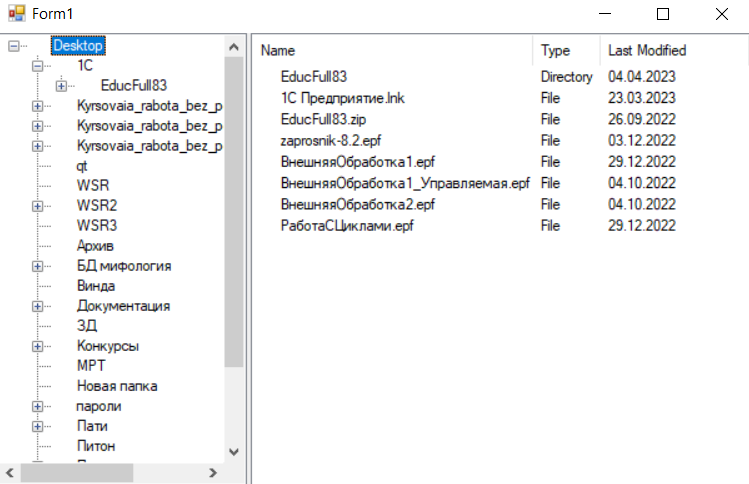 Form1
Desktop
1C
EducFull83
Kyrsovaia_rabota_bez_p
Kyrsovaia_rabota_bez_p
Kyrsovaia_rabota_bez_p
qt
WSR
WSR2
WSR3
Архив
БД мифология
Винда
Документация
ЗД
Конкурсы
МРТ
Новая папка
пароли
Пати
Питон
Name Type Last Modified
EducFull83 Directory 04.04.2023
1С Предприятие.lnk File 23.03.2023
EducFull83.zip File 26.09.2022
zaprosnik-8.2.epf File 03.12.2022
ВнешняяОбработка1.epf File 29.12.2022
ВнешняяОбработка1_Управляемая.epf File 04.10.2022
ВнешняяОбработка2.epf File 04.10.2022
РаботаСЦиклами.epf File 29.12.2022